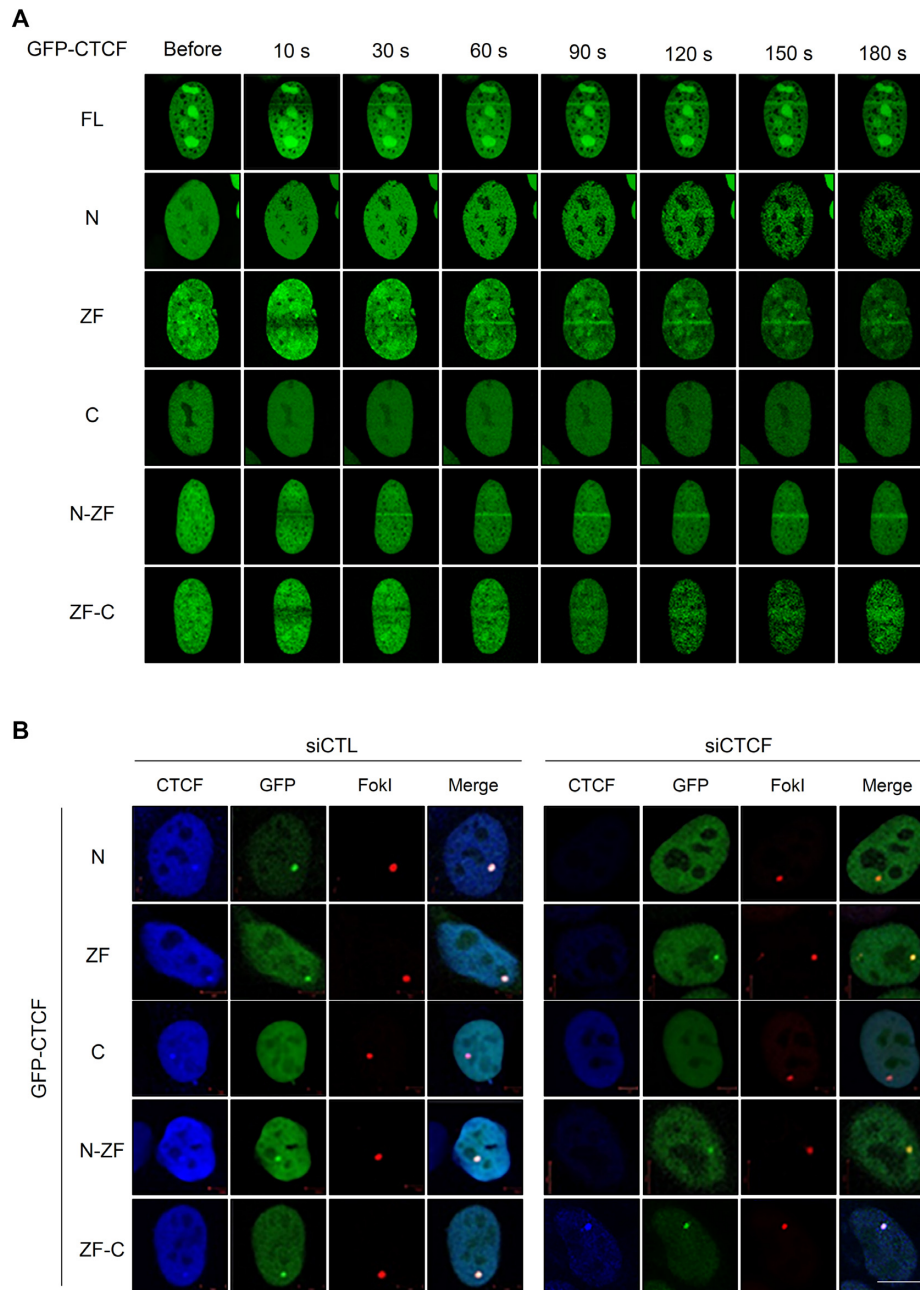 A
GFP-CTCF Before 10 s 30 s 60 s 90 s 120 s 150 s 180 s
FL
N
ZF
C
N-ZF
ZF-C
B
siCTL siCTCF
CTCF GFP FokI Merge CTCF GFP FokI Merge
GFP-CTCF
N
ZF
C
N-ZF
ZF-C